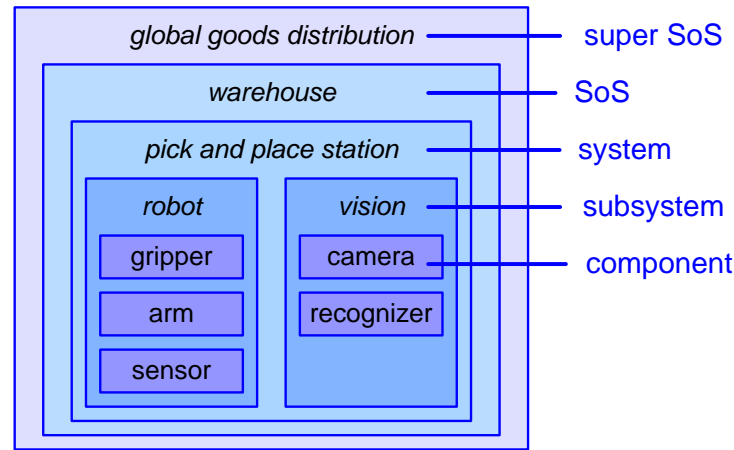 global goods distribution super SoS
warehouse SoS
pick and place station system
robot vision subsystem
gripper camera component
arm recognizer
sensor